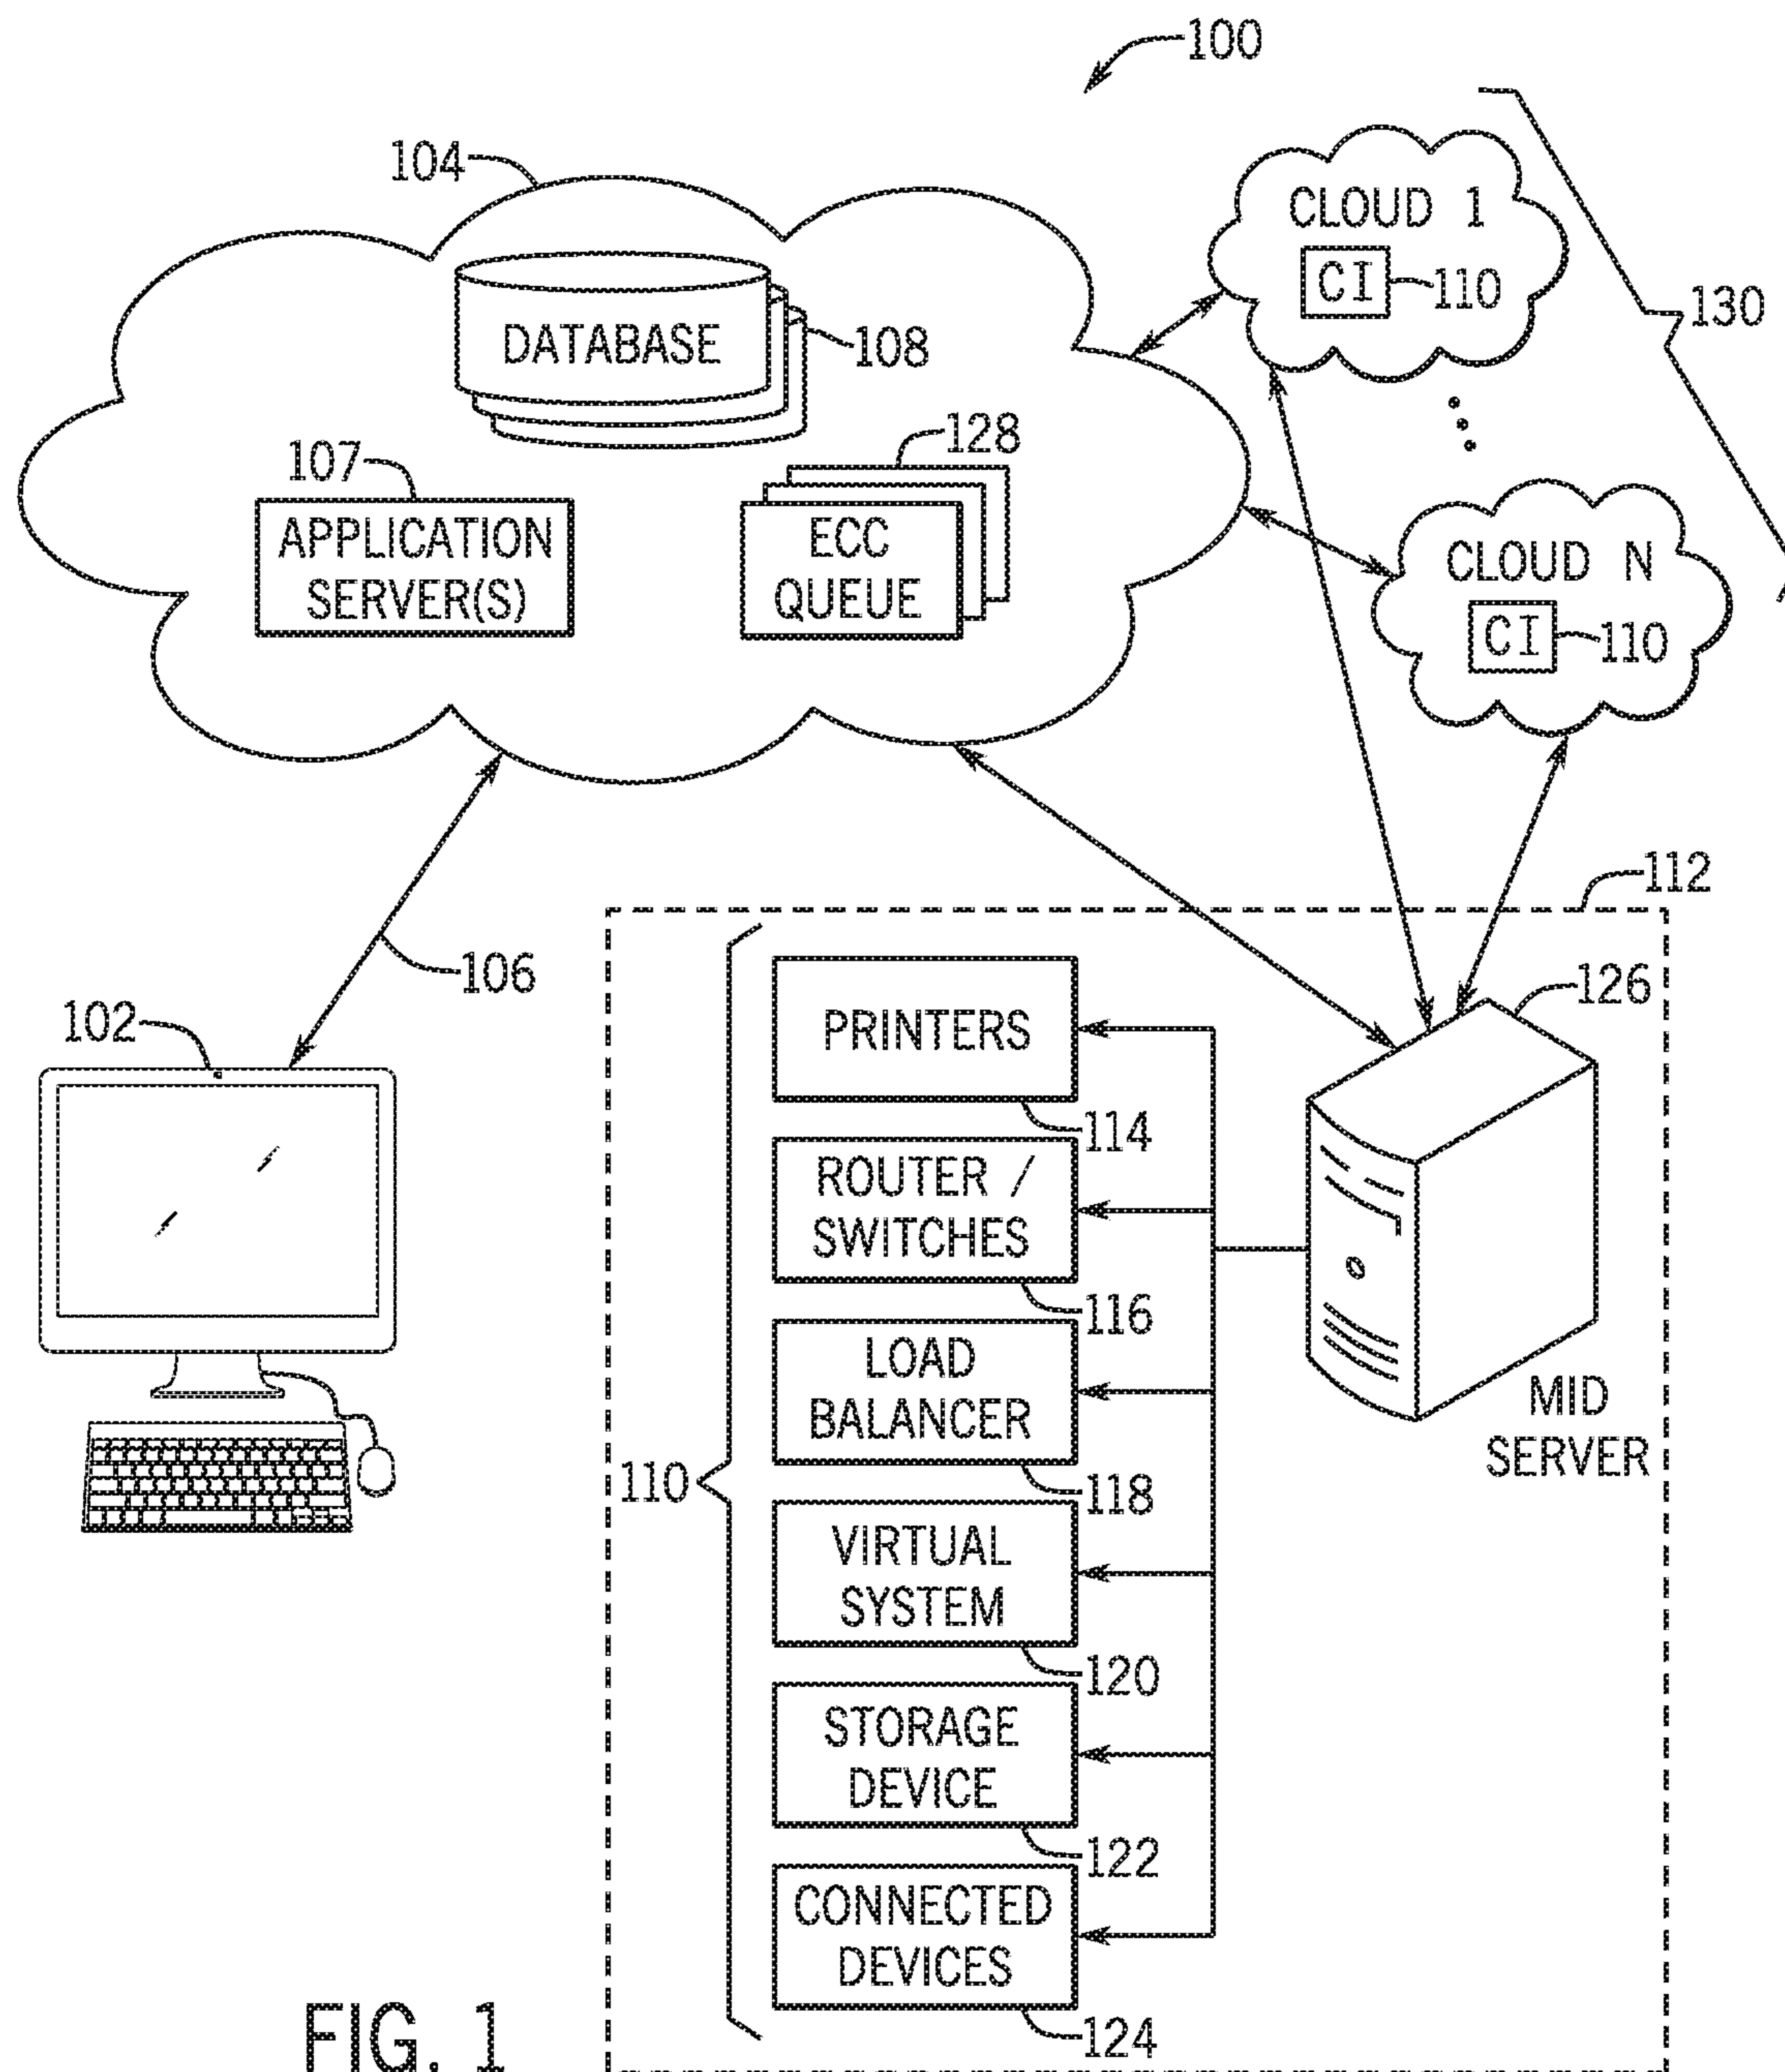 100
104
CLOUD 1
CI
110
130
DATABASE
108
128
107
APPLICATION
SERVER(S)
ECC
QUEUE
CLOUD N
CI
110
112
106
126
102
PRINTERS
114
ROUTER /
SWITCHES
116
LOAD
BALANCER
MID
SERVER
110
118
VIRTUAL
SYSTEM
120
STORAGE
DEVICE
122
CONNECTED
DEVICES
124
FIG. 1